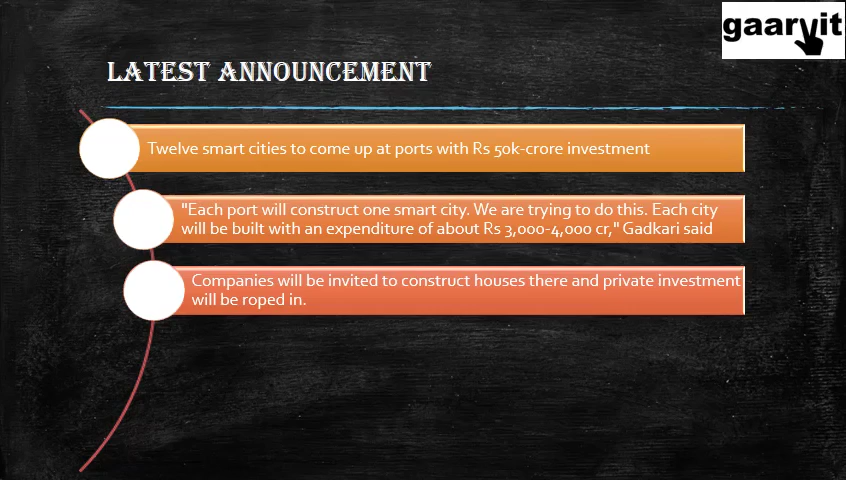 gaarvit
LATEST ANNOUNCEMENT
Twelve smart cities to come up at ports with Rs 50k-crore investment
"Each port will construct one smart city. We are trying to do this. Each city
will be built with an expenditure of about Rs 3,000-4,000 cr," Gadkari said
Companies will be invited to construct houses there and private investment
will be roped in.